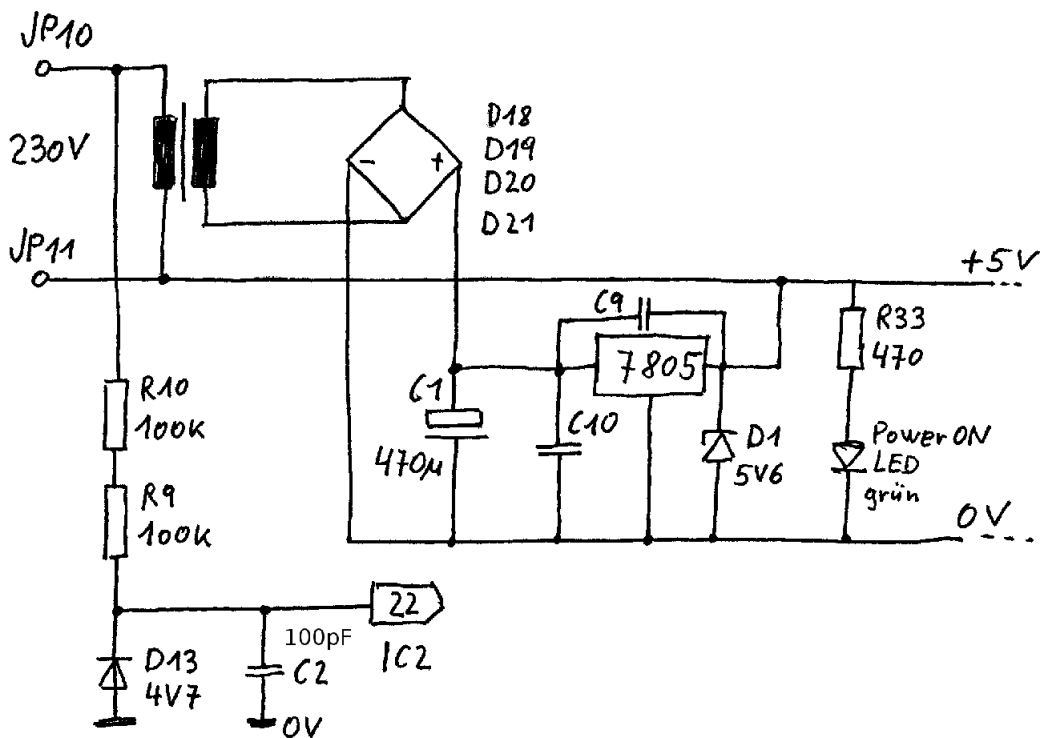 JP10
230V
JP11
-
+
D18
D19
D20
D21
+5V
C9
7805
R33
470
C1
470µ
C10
D1
5V6
Power ON
LED
grün
0V
R10
100K
R9
100K
22
IC2
100pF
C2
D13
4V7
0V